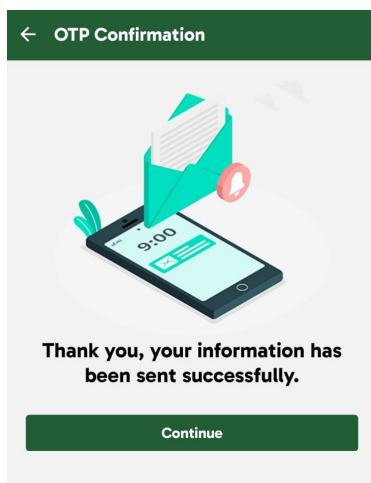 OTP Confirmation
9:00
Thank you, your information has
been sent successfully.
Continue